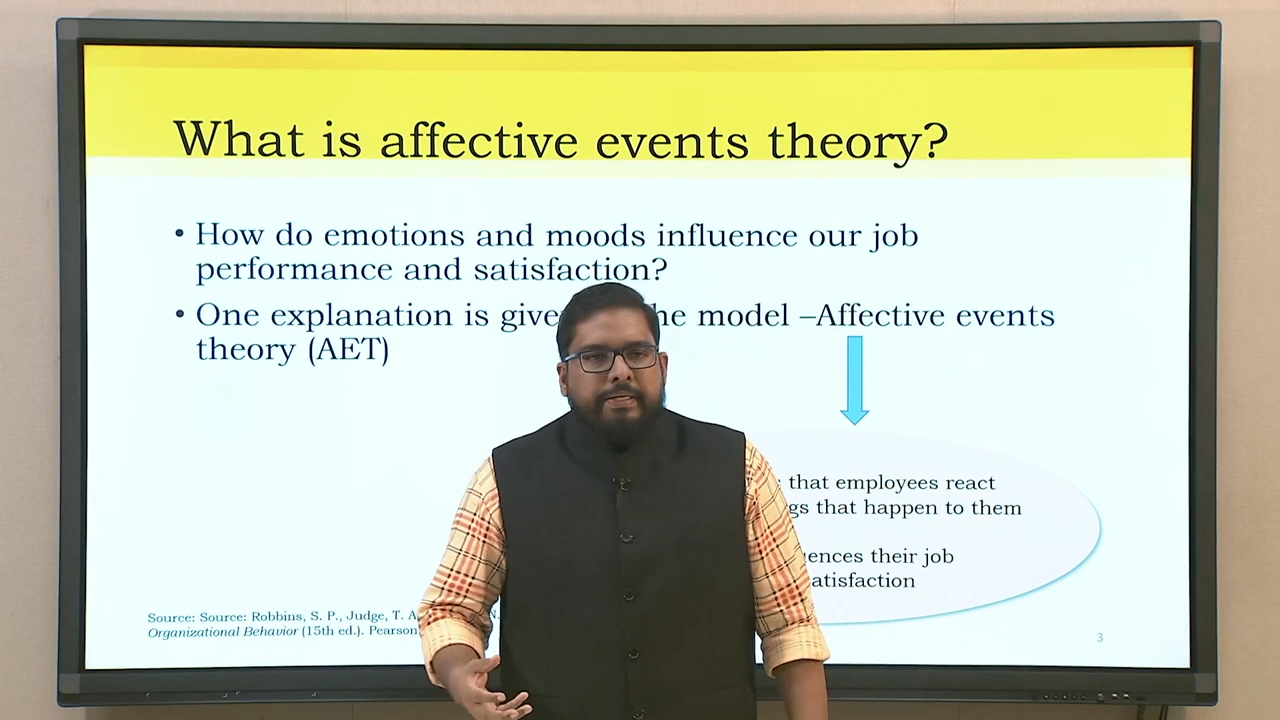 What is affective events theory?
• How do emotions and moods influence our job
performance and satisfaction?
• One explanation is give he model –Affective events
theory (AET)
that employees react
gs that happen to them
uences their job
atisfaction
Source: Source: Robbins, S. P., Judge, T. A N.
Organizational Behavior (15th ed.). Pearson
3